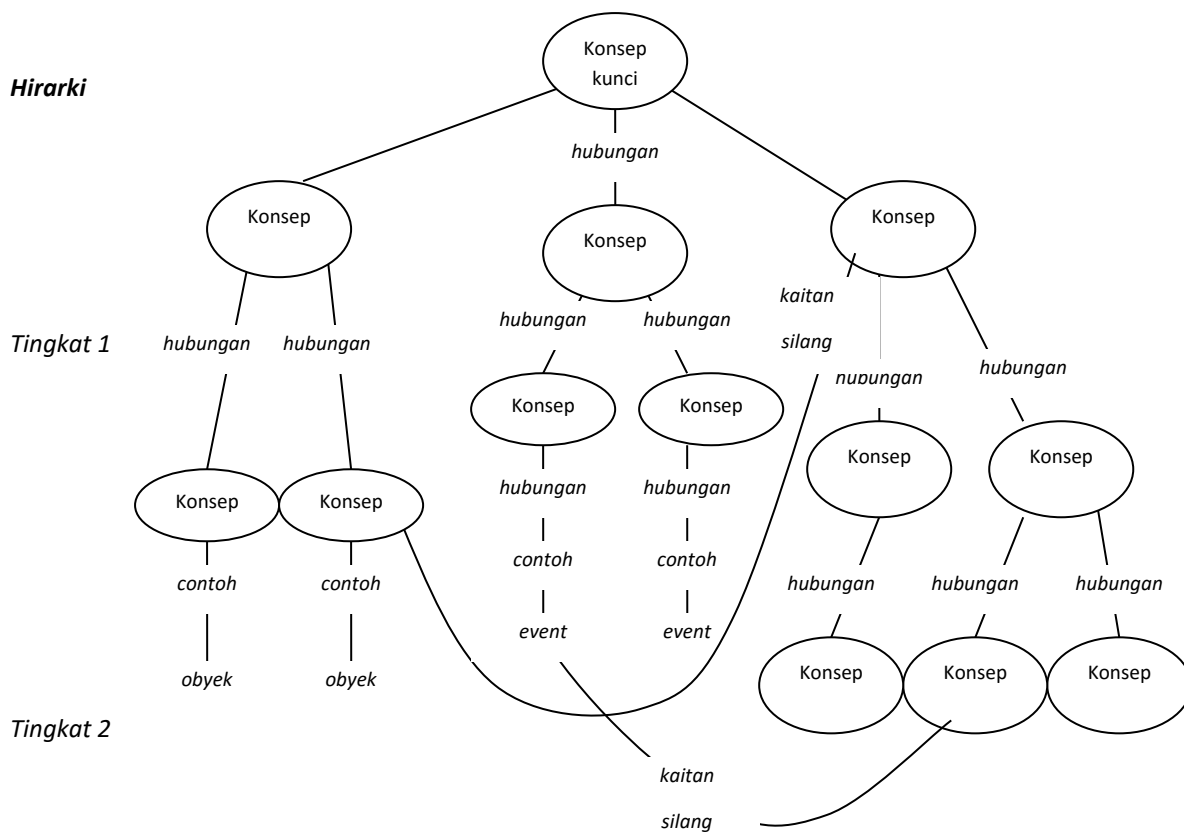 Konsep
kunci
Hirarki
hubungan
Konsep
Konsep
Konsep
kaitan
silang
Tingkat 1
hubungan
hubungan
hubungan
hubungan
hubungan
hubungan
Konsep
Konsep
Konsep
Konsep
Konsep
Konsep
hubungan
hubungan
contoh
contoh
contoh
contoh
hubungan
hubungan
hubungan
event
event
obyek
obyek
Konsep
Konsep
Konsep
Tingkat 2
kaitan
silang